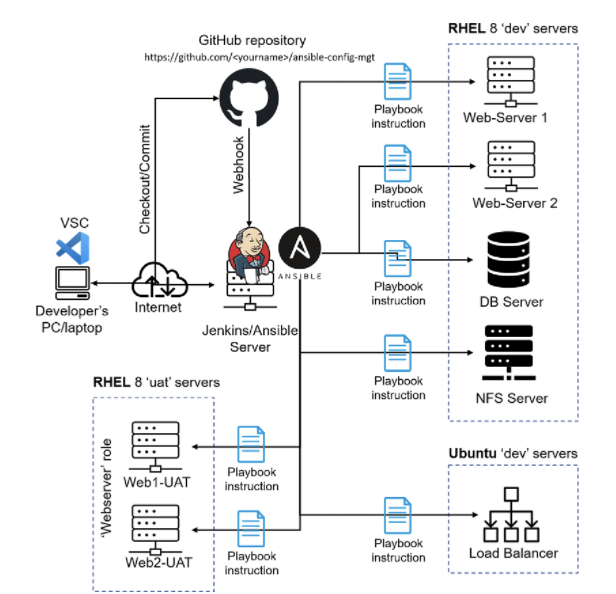 GitHub repository
https://github.com/<yourname>/ansible-config-mgt
RHEL 8 ‘dev’ servers
Playbook
instruction
Web-Server 1
Checkout/Commit
Webhook
Playbook
instruction
Web-Server 2
VSC
ANSIBLE
Developer’s
PC/laptop
Internet
Jenkins/Ansible
Server
Playbook
instruction
DB Server
Playbook
instruction
NFS Server
RHEL 8 ‘uat’ servers
‘Webserver’ role
Web1-UAT
Playbook
instruction
Web2-UAT
Playbook
instruction
Ubuntu ‘dev’ servers
Playbook
instruction
Load Balancer